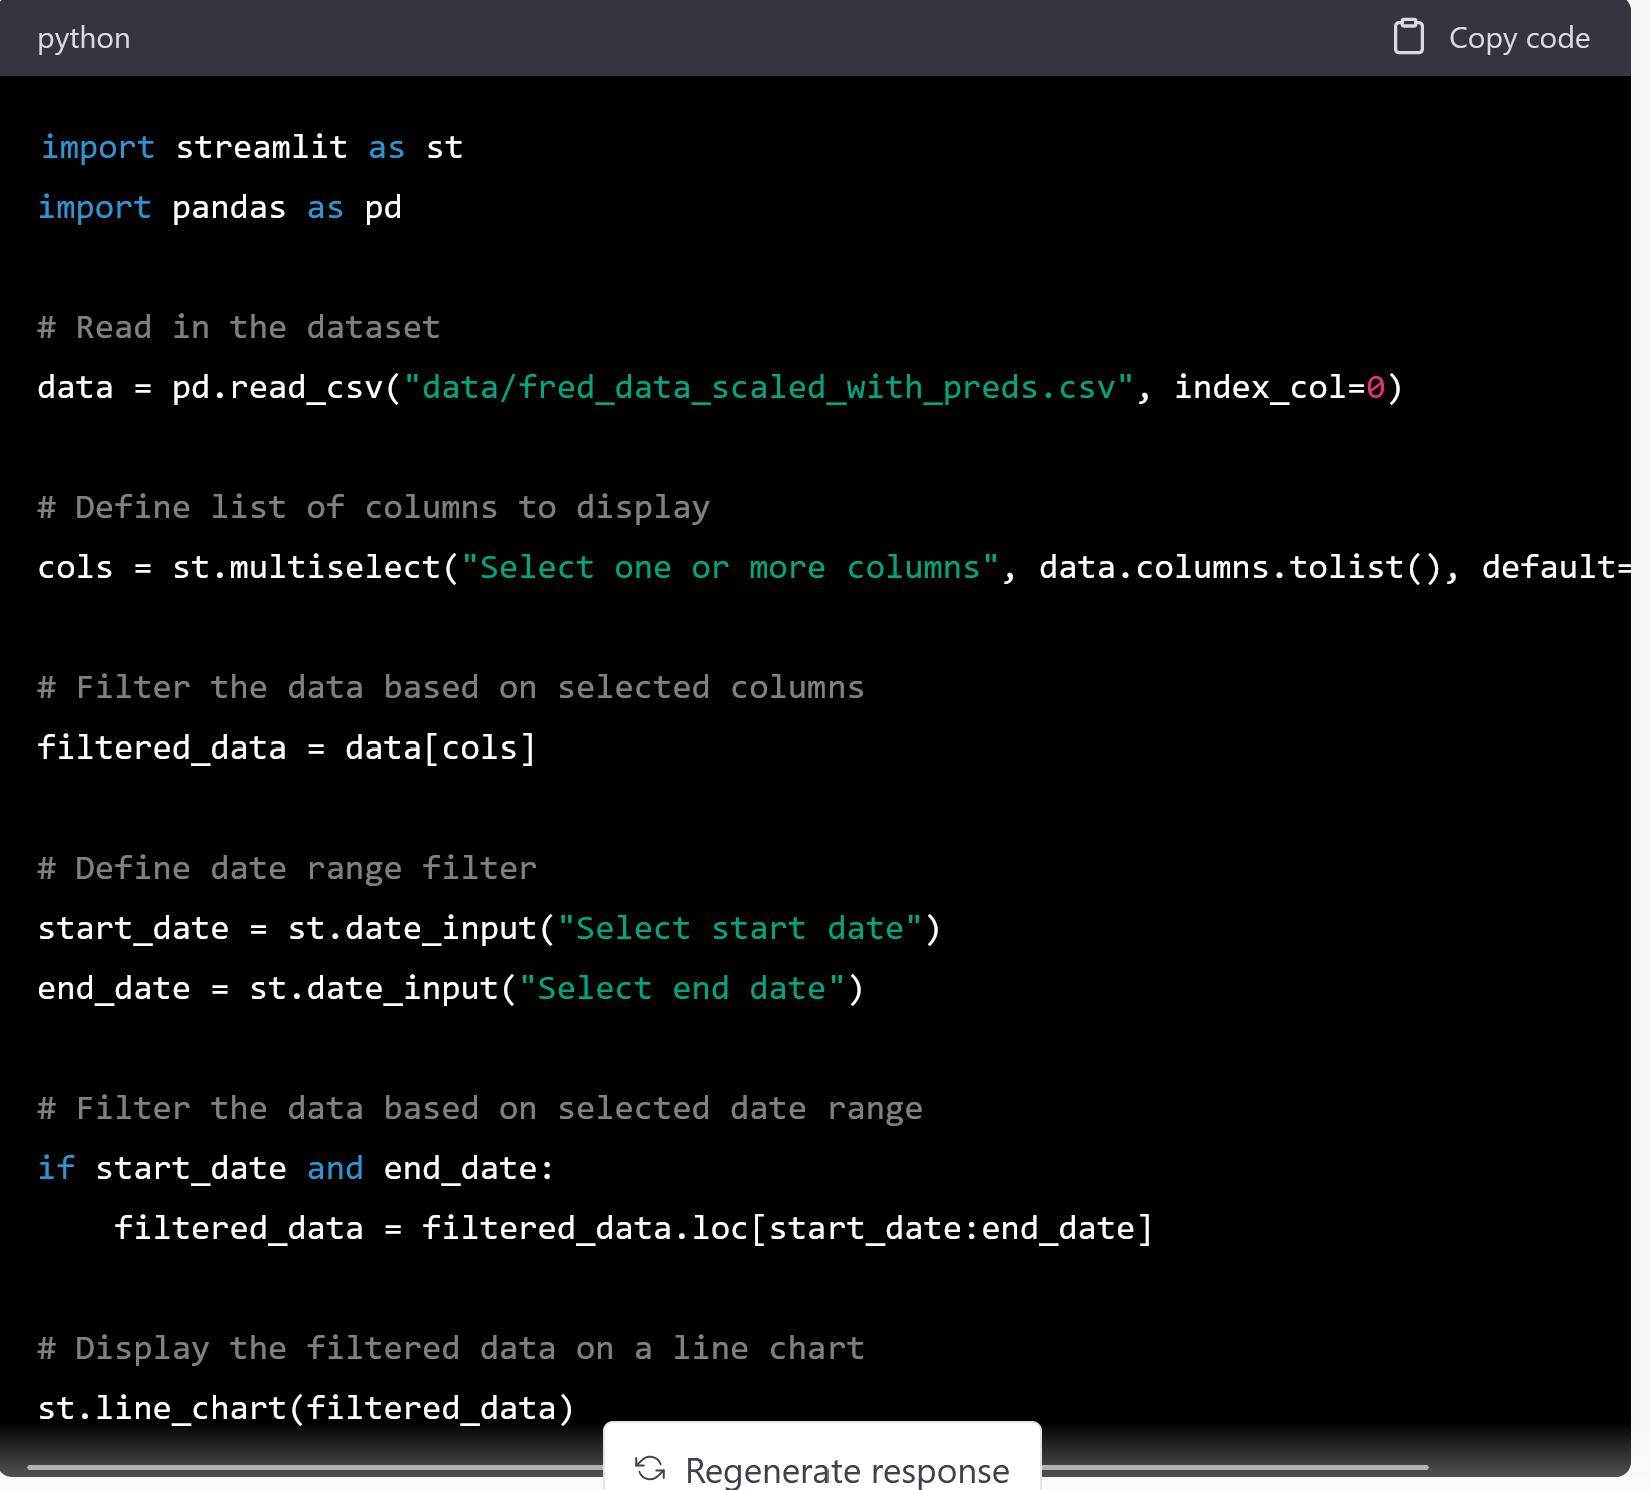 python
Copy code
import streamlit as st
import pandas as pd
# Read in the dataset
data = pd.read_csv("data/fred_data_scaled_with_preds.csv", index_col=0)
# Define list of columns to display
cols = st.multiselect("Select one or more columns", data.columns.tolist(), default=
# Filter the data based on selected columns
filtered_data = data[cols]
# Define date range filter
start_date = st.date_input("Select start date")
end_date = st.date_input("Select end date")
# Filter the data based on selected date range
if start_date and end_date:
    filtered_data = filtered_data.loc[start_date:end_date]
# Display the filtered data on a line chart
st.line_chart(filtered_data)
Regenerate response